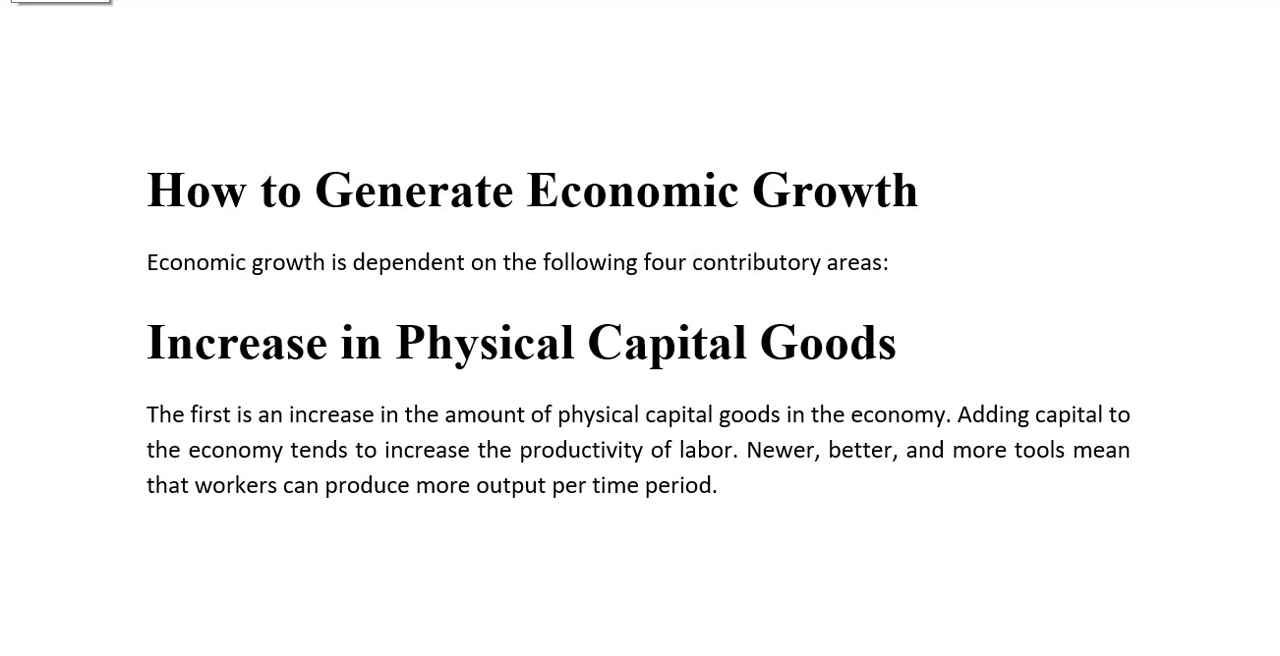 How to Generate Economic Growth
Economic growth is dependent on the following four contributory areas:
Increase in Physical Capital Goods
The first is an increase in the amount of physical capital goods in the economy. Adding capital to
the economy tends to increase the productivity of labor. Newer, better, and more tools mean
that workers can produce more output per time period.